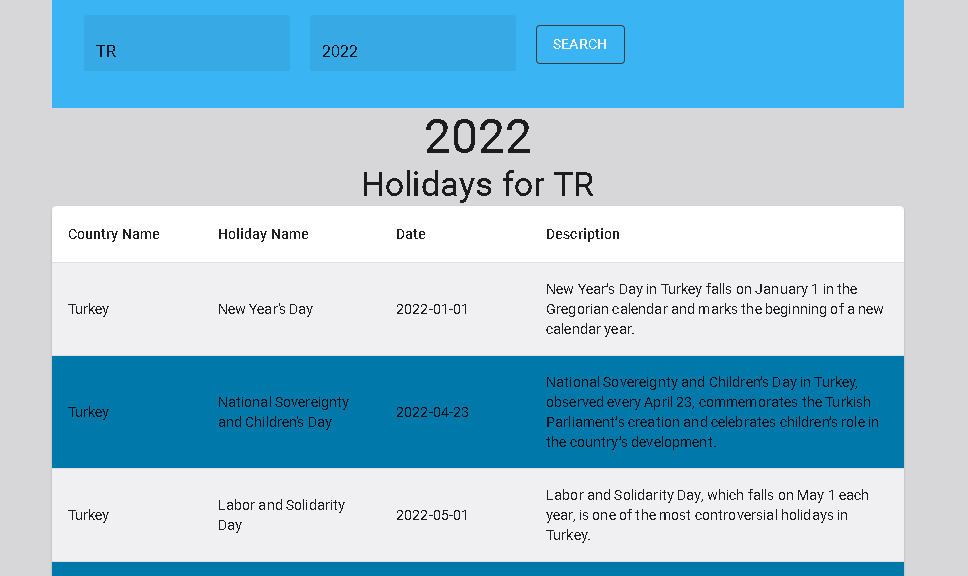 TR 2022 SEARCH
2022
Holidays for TR
Country Name Holiday Name Date Description
Turkey New Year's Day 2022-01-01 New Year's Day in Turkey falls on January 1 in the
Gregorian calendar and marks the beginning of a new
calendar year.
Turkey National Sovereignty
and Children's Day 2022-04-23 National Sovereignty and Children's Day in Turkey,
observed every April 23, commemorates the Turkish
Parliament's creation and celebrates children's role in
the country's development.
Turkey Labor and Solidarity
Day 2022-05-01 Labor and Solidarity Day, which falls on May 1 each
year, is one of the most controversial holidays in
Turkey.